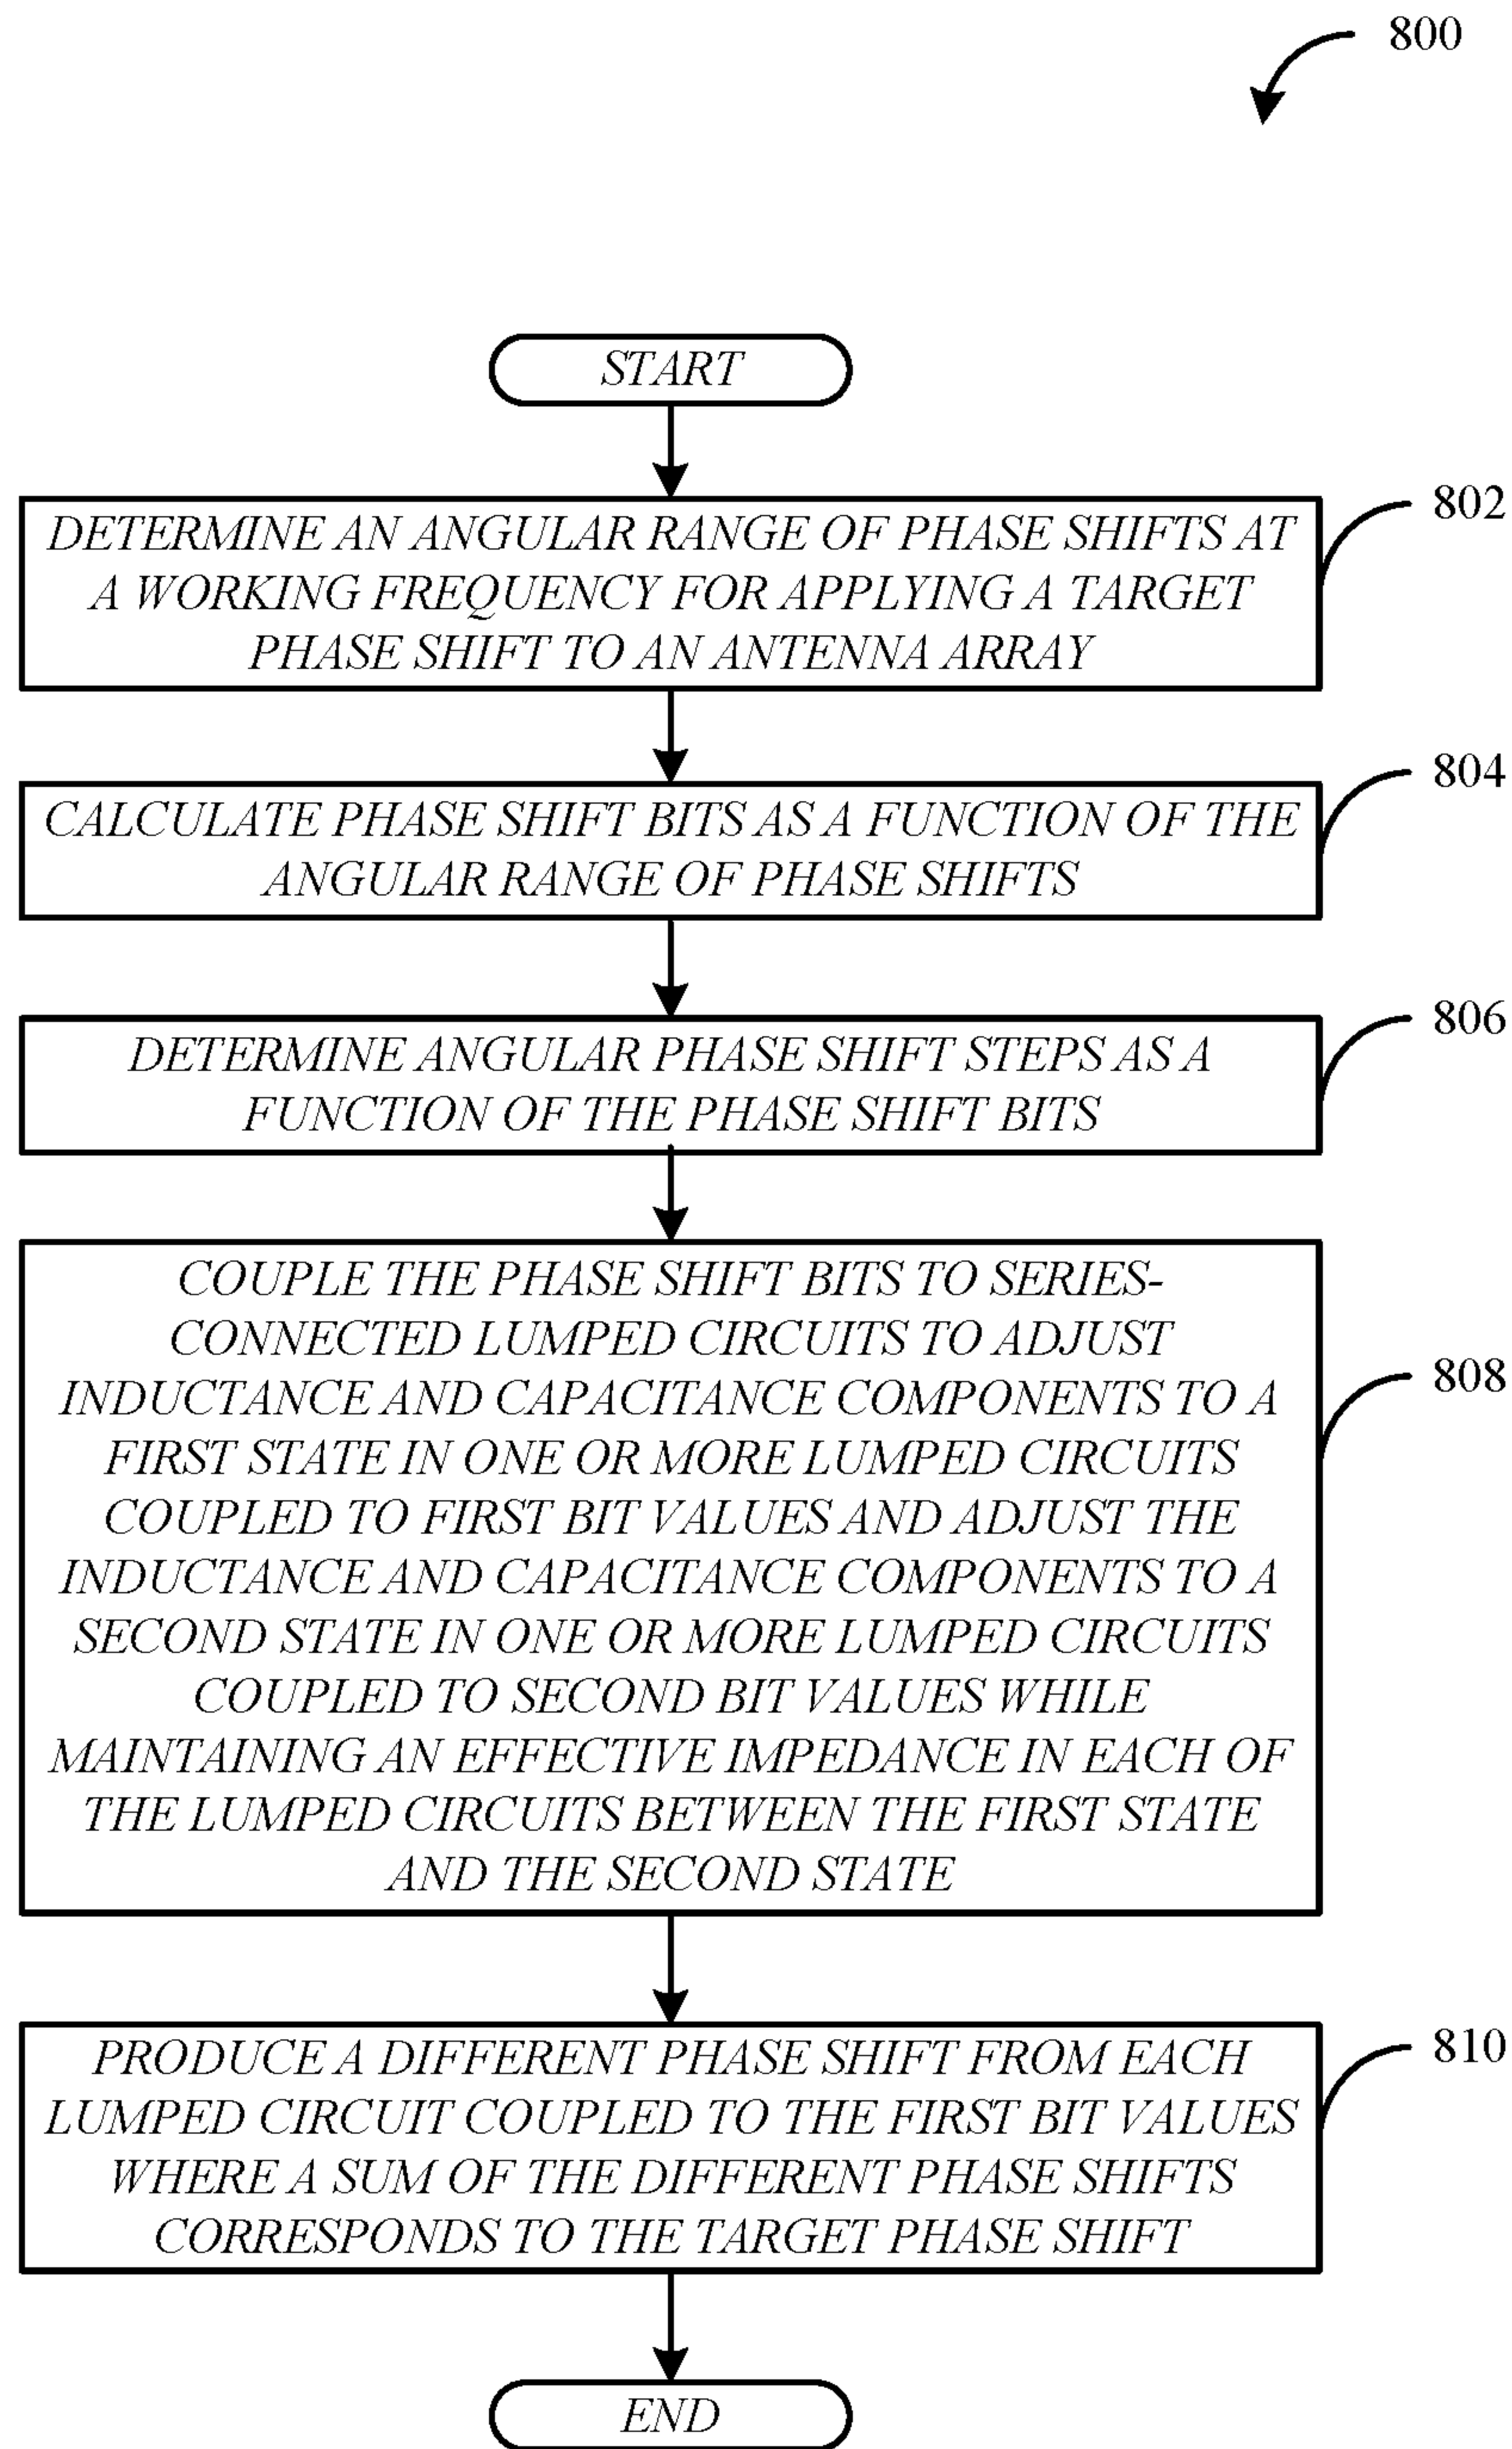 800
START
DETERMINE AN ANGULAR RANGE OF PHASE SHIFTS AT
A WORKING FREQUENCY FOR APPLYING A TARGET
PHASE SHIFT TO AN ANTENNA ARRAY
802
CALCULATE PHASE SHIFT BITS AS A FUNCTION OF THE
ANGULAR RANGE OF PHASE SHIFTS
804
DETERMINE ANGULAR PHASE SHIFT STEPS AS A
FUNCTION OF THE PHASE SHIFT BITS
806
COUPLE THE PHASE SHIFT BITS TO SERIES-
CONNECTED LUMPED CIRCUITS TO ADJUST
INDUCTANCE AND CAPACITANCE COMPONENTS TO A
FIRST STATE IN ONE OR MORE LUMPED CIRCUITS
COUPLED TO FIRST BIT VALUES AND ADJUST THE
INDUCTANCE AND CAPACITANCE COMPONENTS TO A
SECOND STATE IN ONE OR MORE LUMPED CIRCUITS
COUPLED TO SECOND BIT VALUES WHILE
MAINTAINING AN EFFECTIVE IMPEDANCE IN EACH OF
THE LUMPED CIRCUITS BETWEEN THE FIRST STATE
AND THE SECOND STATE
808
PRODUCE A DIFFERENT PHASE SHIFT FROM EACH
LUMPED CIRCUIT COUPLED TO THE FIRST BIT VALUES
WHERE A SUM OF THE DIFFERENT PHASE SHIFTS
CORRESPONDS TO THE TARGET PHASE SHIFT
810
END